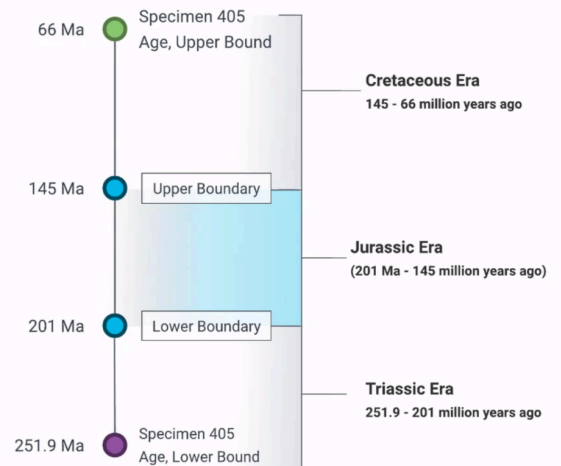 66 Ma
Specimen 405
Age, Upper Bound
Cretaceous Era
145 - 66 million years ago
145 Ma
Upper Boundary
Jurassic Era
(201 Ma - 145 million years ago)
201 Ma
Lower Boundary
Triassic Era
251.9 - 201 million years ago
251.9 Ma
Specimen 405
Age, Lower Bound